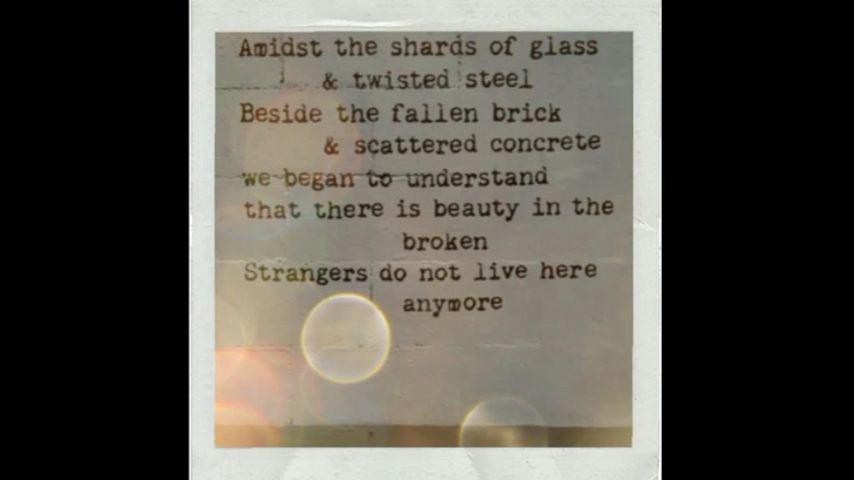 Amidst the shards of glass
& twisted steel
Beside the fallen brick
& scattered concrete
we began to understand
that there is beauty in the
broken
Strangers do not live here
anymore